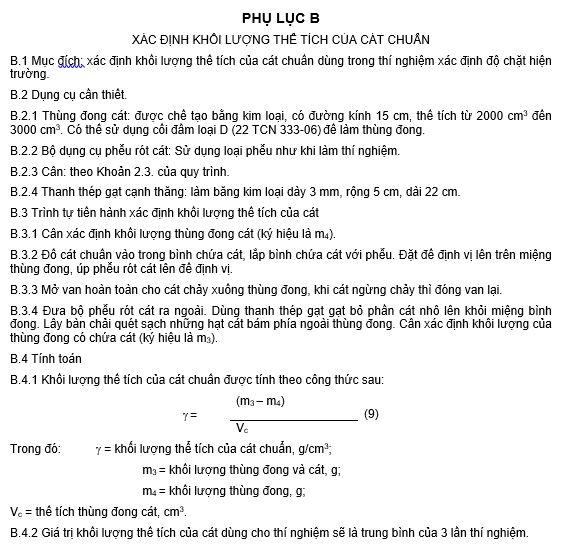 PHỤ LỤC B
XÁC ĐỊNH KHỐI LƯỢNG THỂ TÍCH CỦA CÁT CHUẨN
B.1 Mục đích: xác định khối lượng thể tích của cát chuẩn dùng trong thí nghiệm xác định độ chặt hiện
trường.
B.2 Dụng cụ cần thiết.
B.2.1 Thùng đong cát: được chế tạo bằng kim loại, có đường kính 15 cm, thể tích từ 2000 cm³ đến
3000 cm³. Có thể sử dụng cối đầm loại D (22 TCN 333-06) để làm thùng đong.
B.2.2 Bộ dụng cụ phễu rót cát: Sử dụng loại phễu như khi làm thí nghiệm.
B.2.3 Cân: theo Khoản 2.3. của quy trình.
B.2.4 Thanh thép gạt cạnh thẳng: làm bằng kim loại dày 3 mm, rộng 5 cm, dài 22 cm.
B.3 Trình tự tiến hành xác định khối lượng thể tích của cát
B.3.1 Cân xác định khối lượng thùng đong cát (ký hiệu là m₄).
B.3.2 Đổ cát chuẩn vào trong bình chứa cát, lắp bình chứa cát với phễu. Đặt đế định vị lên trên miệng
thùng đong, úp phễu rót cát lên đế định vị.
B.3.3 Mở van hoàn toàn cho cát chảy xuống thùng đong, khi cát ngừng chảy thì đóng van lại.
B.3.4 Đưa bộ phễu rót cát ra ngoài. Dùng thanh thép gạt gạt bỏ phần cát nhô lên khỏi miệng bình
đong. Lấy bàn chải quét sạch những hạt cát bám phía ngoài thùng đong. Cân xác định khối lượng của
thùng đong có chứa cát (ký hiệu là m₃).
B.4 Tính toán
B.4.1 Khối lượng thể tích của cát chuẩn được tính theo công thức sau:
(m₃ – m₄)
γ = (9)
V꜀
Trong đó: γ = khối lượng thể tích của cát chuẩn, g/cm³;
m₃ = khối lượng thùng đong và cát, g;
m₄ = khối lượng thùng đong, g;
V꜀ = thể tích thùng đong cát, cm³.
B.4.2 Giá trị khối lượng thể tích của cát dùng cho thí nghiệm sẽ là trung bình của 3 lần thí nghiệm.